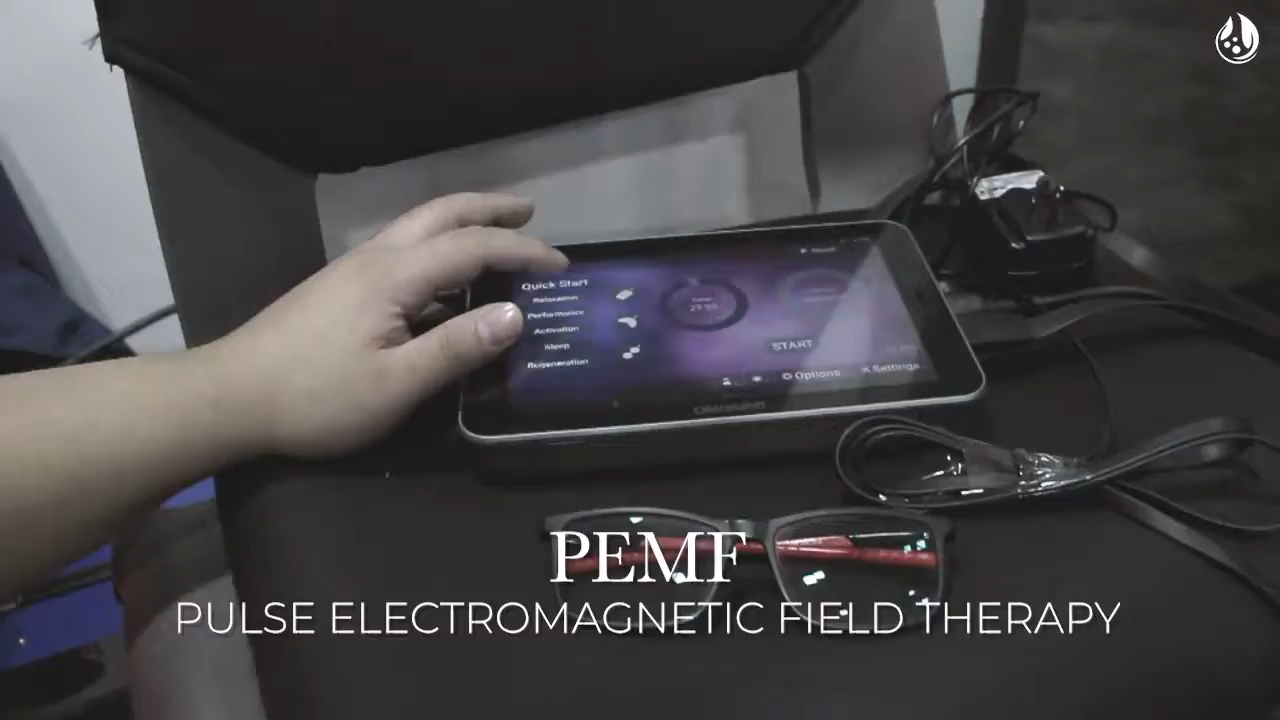 Quick Start
Relaxation
Performance
Activation
Sleep
Regeneration
START
Options
Settings
PEMF
PULSE ELECTROMAGNETIC FIELD THERAPY